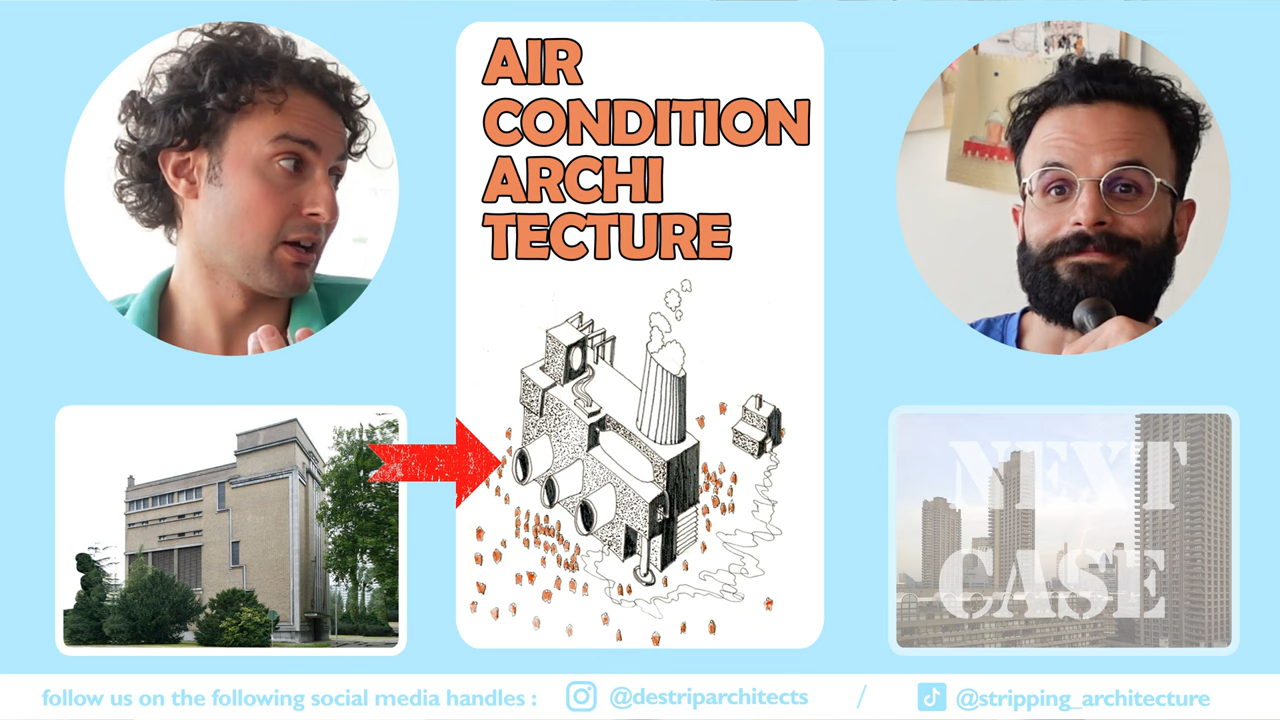 AIR
CONDITION
ARCHI
TECTURE
NEXT
CASE
follow us on the following social media handles : @destriparchitects / @stripping_architecture